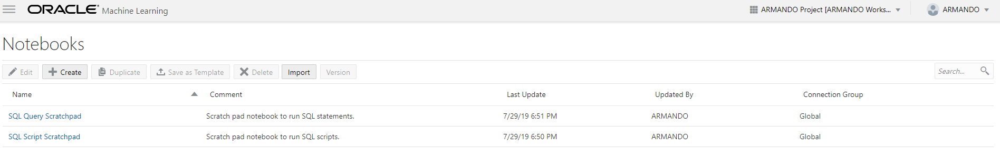 ORACLE® Machine Learning ARMANDO Project [ARMANDO Works... ARMANDO
Notebooks
Edit Create Duplicate Save as Template Delete Import Version Search...
Name Comment Last Update Updated By Connection Group
SQL Query Scratchpad Scratch pad notebook to run SQL statements. 7/29/19 6:51 PM ARMANDO Global
SQL Script Scratchpad Scratch pad notebook to run SQL scripts. 7/29/19 6:50 PM ARMANDO Global